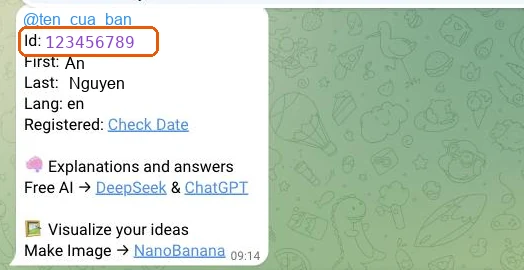 @ten_cua_ban
Id: 123456789
First: An
Last: Nguyen
Lang: en
Registered: Check Date
🧠 Explanations and answers
Free AI → DeepSeek & ChatGPT
🖼 Visualize your ideas
Make Image → NanoBanana 09:14